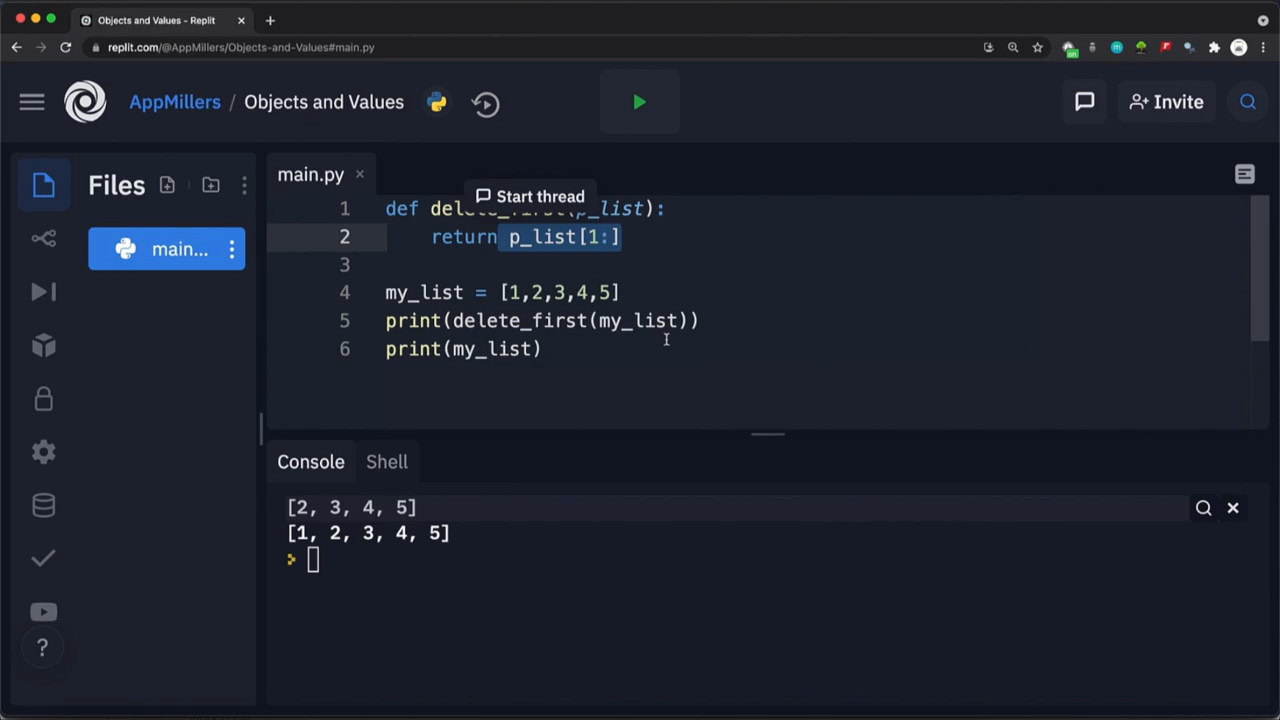 Objects and Values - Replit
replit.com/@AppMillers/Objects-and-Values#main.py
AppMillers / Objects and Values
Invite
Files
main...
main.py
Start thread
1 def delete_first(p_list):
2 return p_list[1:]
3
4 my_list = [1,2,3,4,5]
5 print(delete_first(my_list))
6 print(my_list)
Console Shell
[2, 3, 4, 5]
[1, 2, 3, 4, 5]
?